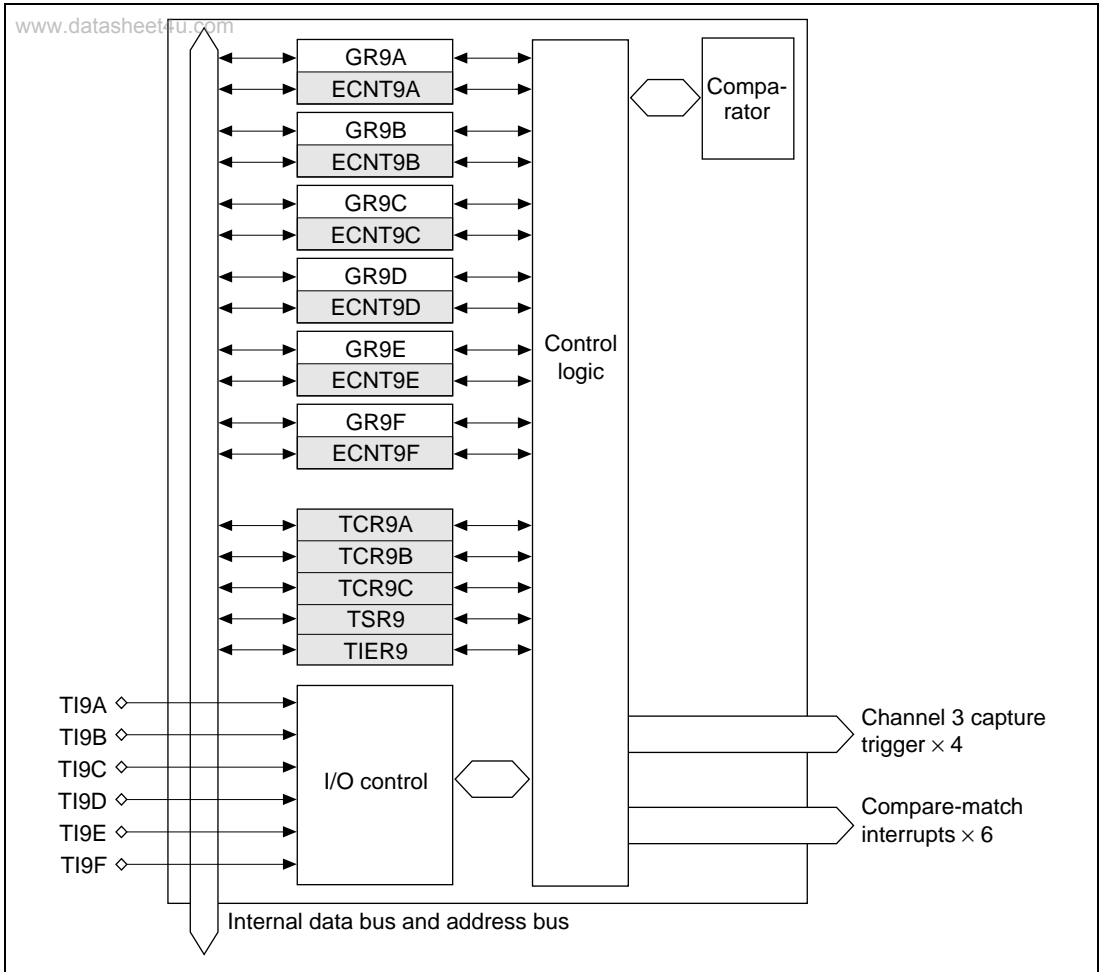 www.datasheet4u.com
GR9A
ECNT9A
GR9B
ECNT9B
GR9C
ECNT9C
GR9D
ECNT9D
GR9E
ECNT9E
GR9F
ECNT9F
TCR9A
TCR9B
TCR9C
TSR9
TIER9
Control
logic
Compa-
rator
TI9A
TI9B
TI9C
TI9D
TI9E
TI9F
I/O control
Channel 3 capture
trigger × 4
Compare-match
interrupts × 6
Internal data bus and address bus